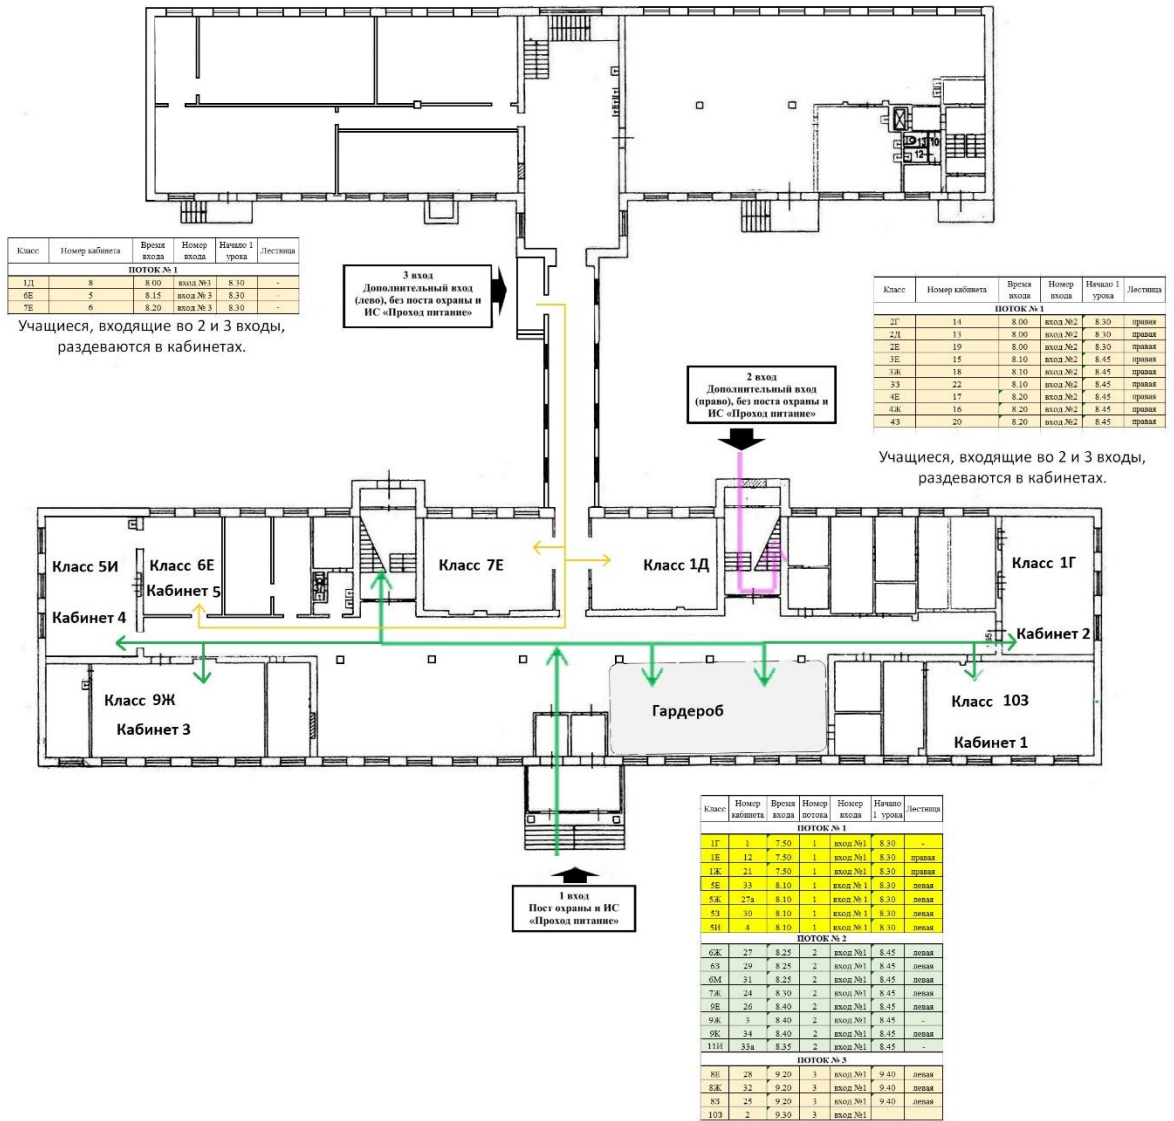 13 10
12
Класс Номер кабинета Время входа Номер входа Начало 1 урока Лестница
ПОТОК № 1
1Д 8 8.00 вход №3 8.30 -
6Е 5 8.15 вход № 3 8.30 -
7Е 6 8.20 вход № 3 8.30 -
Учащиеся, входящие во 2 и 3 входы,
раздеваются в кабинетах.
3 вход
Дополнительный вход
(лево), без поста охраны и
ИС «Проход питание»
Класс Номер кабинета Время входа Номер входа Начало 1 урока Лестница
ПОТОК № 1
2Г 14 8.00 вход №2 8.30 правая
2Д 13 8.00 вход №2 8.30 правая
2Е 19 8.00 вход №2 8.30 правая
3Е 15 8.10 вход №2 8.45 правая
3Ж 18 8.10 вход №2 8.45 правая
3З 22 8.10 вход №2 8.45 правая
4Е 17 8.20 вход №2 8.45 правая
4Ж 16 8.20 вход №2 8.45 правая
4З 20 8.20 вход №2 8.45 правая
Учащиеся, входящие во 2 и 3 входы,
раздеваются в кабинетах.
2 вход
Дополнительный вход
(право), без поста охраны и
ИС «Проход питание»
Класс 5И
Кабинет 4
Класс 6Е
Кабинет 5
Класс 7Е
Класс 1Д
Класс 1Г
Кабинет 2
Класс 9Ж
Кабинет 3
Гардероб
Класс 10З
Кабинет 1
1 вход
Пост охраны и ИС
«Проход питание»
Класс Номер кабинета Время входа Номер потока Номер входа Начало 1 урока Лестница
ПОТОК № 1
1Г 1 7.50 1 вход №1 8.30 -
1Е 12 7.50 1 вход №1 8.30 правая
1Ж 21 7.50 1 вход №1 8.30 правая
5Е 33 8.10 1 вход № 1 8.30 левая
5Ж 27а 8.10 1 вход № 1 8.30 левая
5З 30 8.10 1 вход № 1 8.30 левая
5И 4 8.10 1 вход № 1 8.30 левая
ПОТОК № 2
6Ж 27 8.25 2 вход №1 8.45 левая
6З 29 8.25 2 вход №1 8.45 левая
6М 31 8.25 2 вход №1 8.45 левая
7Ж 24 8.30 2 вход №1 8.45 левая
9Е 26 8.40 2 вход №1 8.45 левая
9Ж 3 8.40 2 вход №1 8.45 -
9К 34 8.40 2 вход №1 8.45 левая
11И 33а 8.35 2 вход №1 8.45 -
ПОТОК № 3
8Е 28 9.20 3 вход №1 9.40 левая
8Ж 32 9.20 3 вход №1 9.40 левая
8З 25 9.20 3 вход №1 9.40 левая
10З 2 9.30 3 вход №1